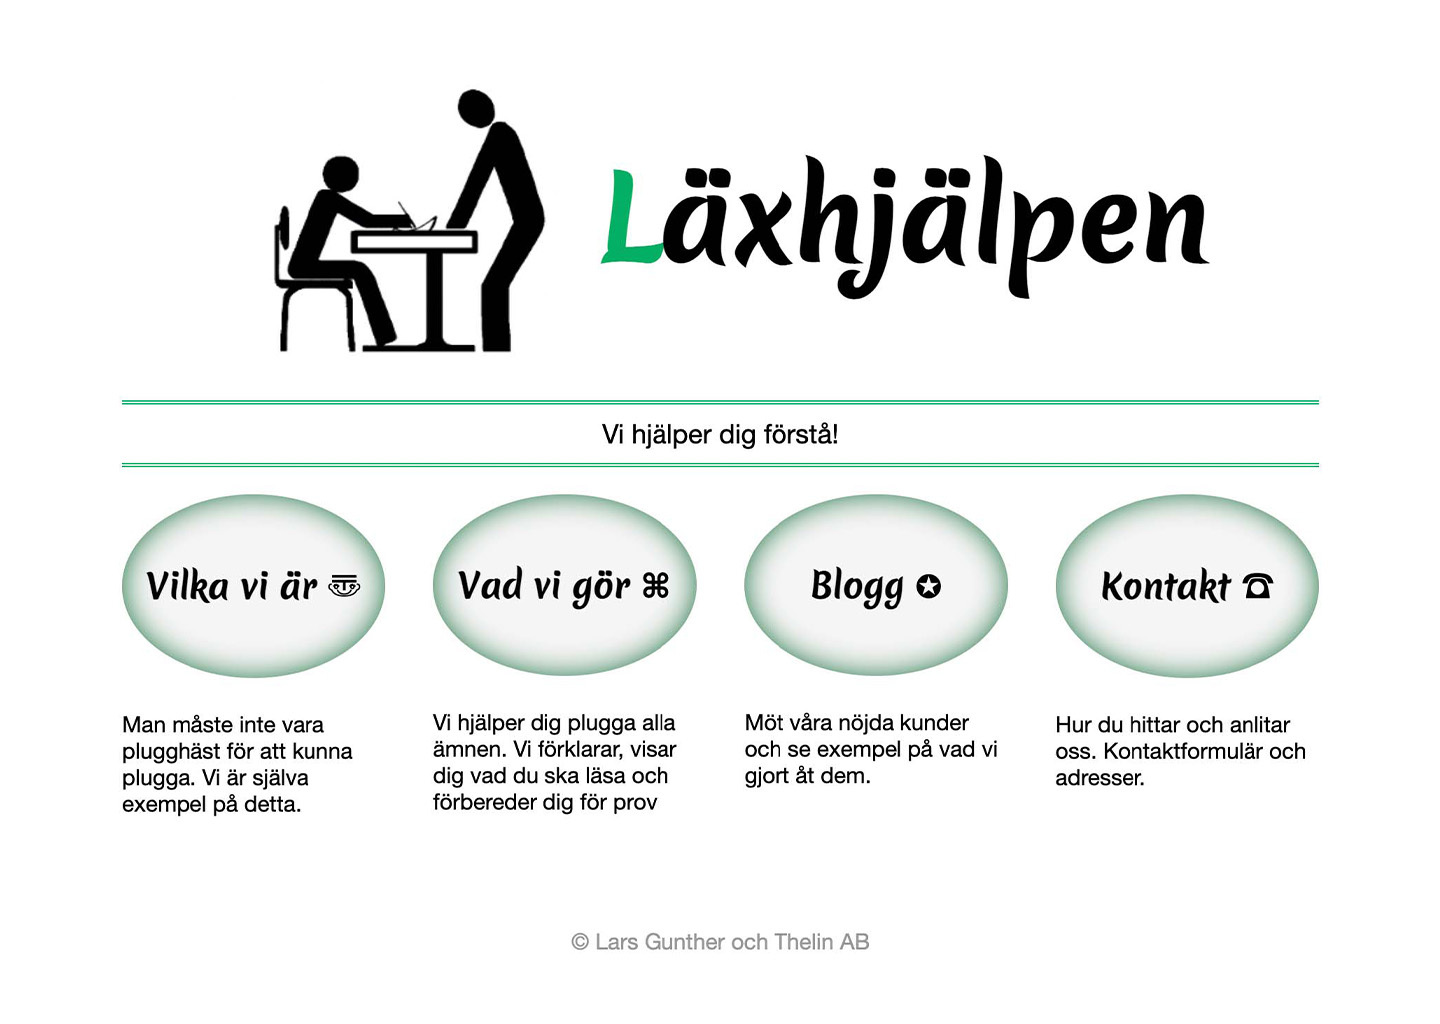 Läxhjälpen
Vi hjälper dig förstå!
Vilka vi är
Vad vi gör ⌘
Blogg ✪
Kontakt ☎
Man måste inte vara
plugghäst för att kunna
plugga. Vi är själva
exempel på detta.
Vi hjälper dig plugga alla
ämnen. Vi förklarar, visar
dig vad du ska läsa och
förbereder dig för prov
Möt våra nöjda kunder
och se exempel på vad vi
gjort åt dem.
Hur du hittar och anlitar
oss. Kontaktformulär och
adresser.
© Lars Gunther och Thelin AB